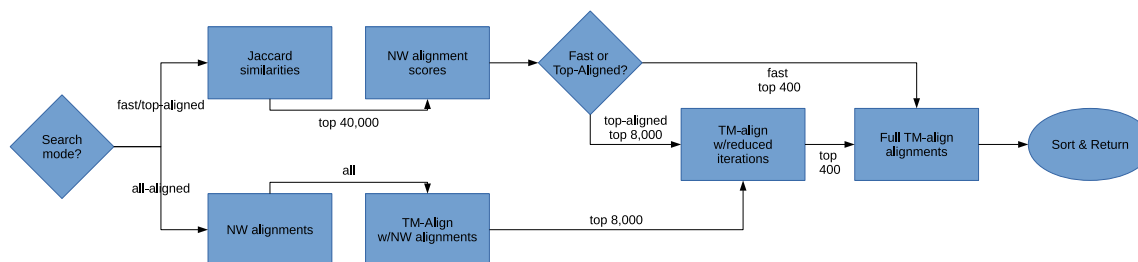 Search
mode?
fast/top-aligned
all-aligned
Jaccard
similarities
top 40,000
NW alignment
scores
Fast or
Top-Aligned?
fast
top 400
top-aligned
top 8,000
NW alignments
all
TM-Align
w/NW alignments
top 8,000
TM-align
w/reduced
iterations
top
400
Full TM-align
alignments
Sort & Return